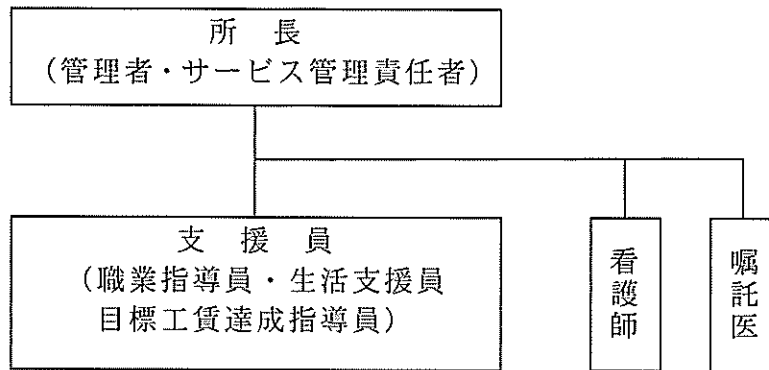 所　長
（管理者・サービス管理責任者）
支　援　員
（職業指導員・生活支援員
目標工賃達成指導員）
看護師
嘱託医